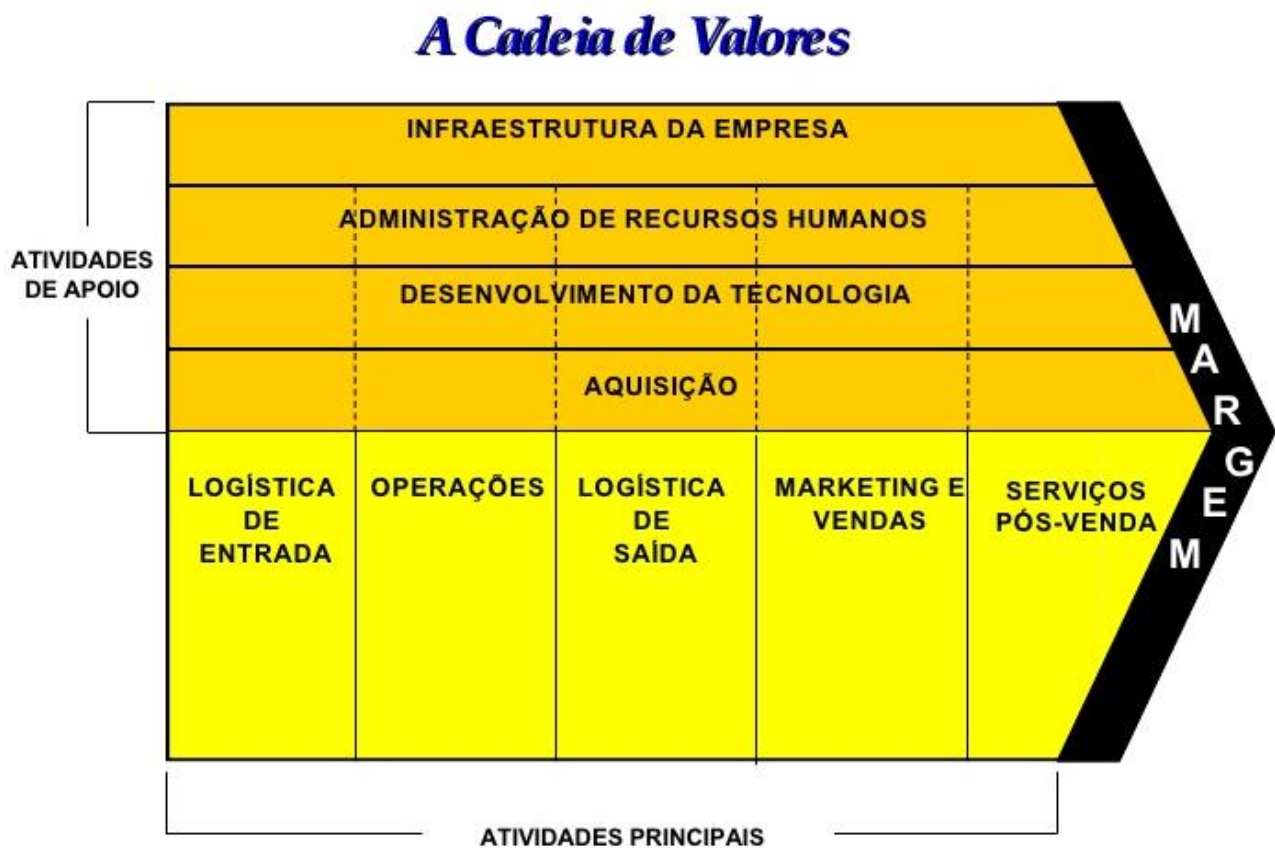 A Cadeia de Valores
INFRAESTRUTURA DA EMPRESA
ADMINISTRAÇÃO DE RECURSOS HUMANOS
DESENVOLVIMENTO DA TECNOLOGIA
AQUISIÇÃO
ATIVIDADES
DE APOIO
LOGÍSTICA
DE
ENTRADA
OPERAÇÕES
LOGÍSTICA
DE
SAÍDA
MARKETING E
VENDAS
SERVIÇOS
PÓS-VENDA
MARGEM
ATIVIDADES PRINCIPAIS